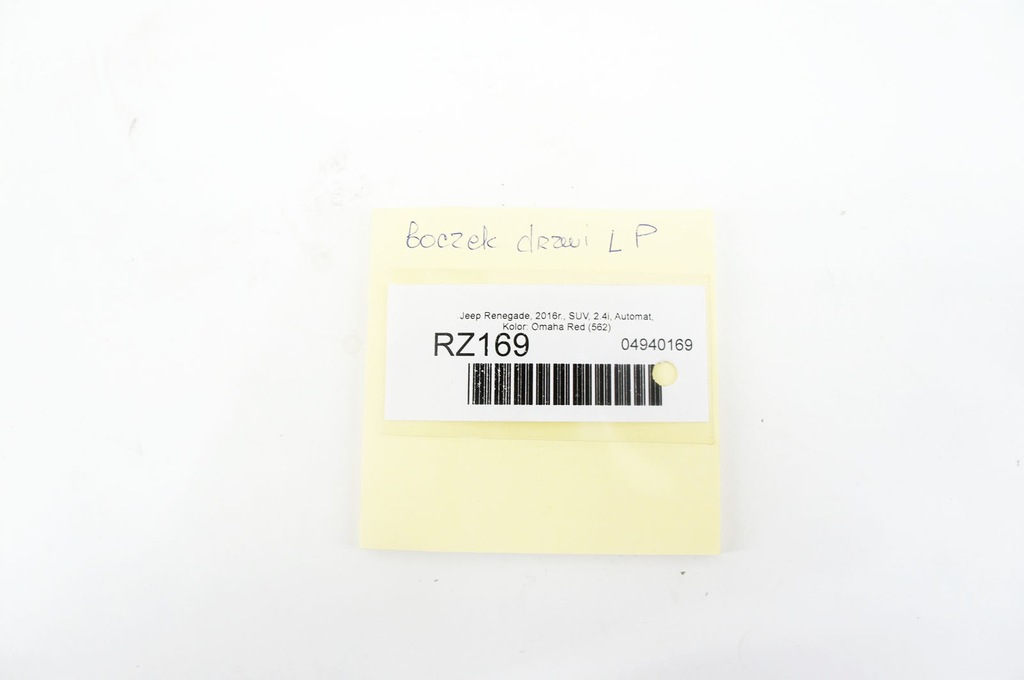 Boczek drzwi L P
Jeep Renegade, 2016r., SUV, 2.4i, Automat,
Kolor: Omaha Red (562)
RZ169
04940169